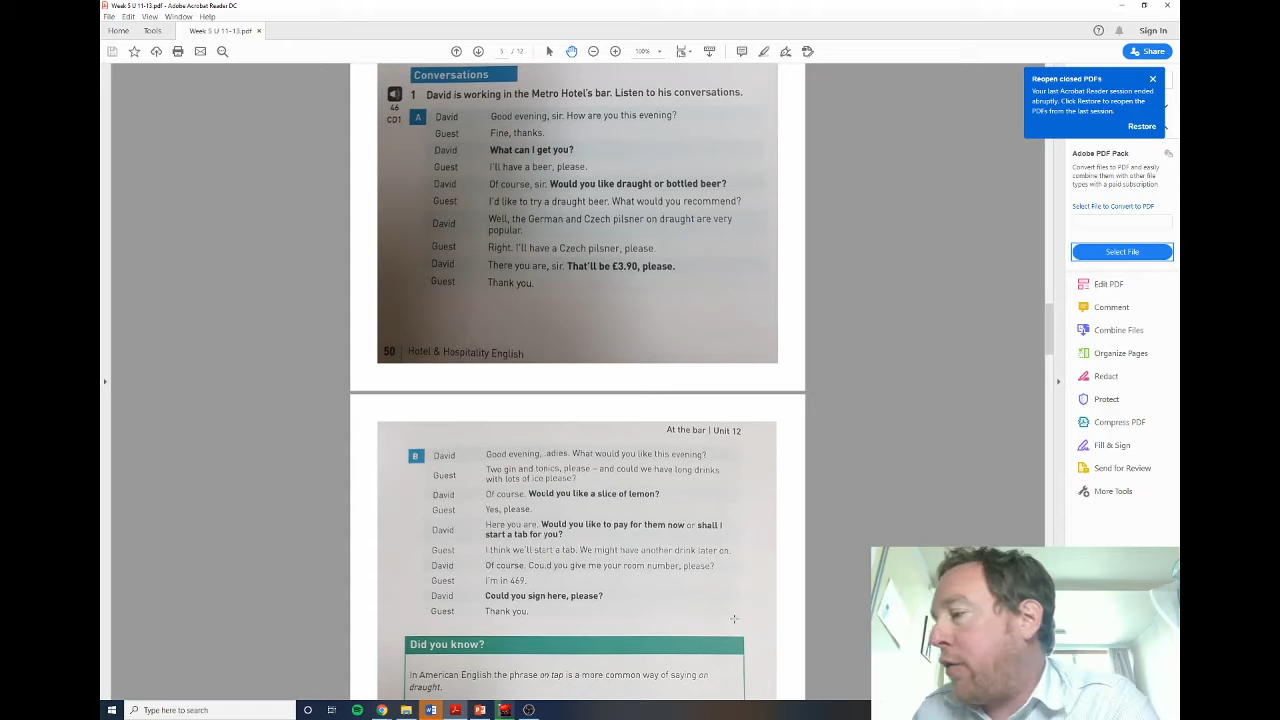 Week 5 U 11-13.pdf - Adobe Acrobat Reader DC
File Edit View Window Help
Home Tools Week 5 U 11-13.pdf × Sign In
5 / 12 100% Share
Conversations
46
CD1
1 David is working in the Metro Hotel's bar. Listen to his conversations.
A David Good evening, sir. How are you this evening?
Guest Fine, thanks.
David What can I get you?
Guest I'll have a beer, please.
David Of course, sir. Would you like draught or bottled beer?
Guest I'd like to try a draught beer. What would you recommend?
David Well, the German and Czech pilsner on draught are very
popular.
Guest Right. I'll have a Czech pilsner, please.
David There you are, sir. That'll be £3.90, please.
Guest Thank you.
50 Hotel & Hospitality English
At the bar | Unit 12
B David Good evening, ladies. What would you like this evening?
Guest Two gin and tonics, please – and could we have long drinks
with lots of ice please?
David Of course. Would you like a slice of lemon?
Guest Yes, please.
David Here you are. Would you like to pay for them now or shall I
start a tab for you?
Guest I think we'll start a tab. We might have another drink later on.
David Of course. Could you give me your room number, please?
Guest I'm in 469.
David Could you sign here, please?
Guest Thank you.
Did you know?
In American English the phrase on tap is a more common way of saying on
draught.
Reopen closed PDFs
Your last Acrobat Reader session ended
abruptly. Click Restore to reopen the
PDFs from the last session.
Restore
Adobe PDF Pack
Convert files to PDF and easily
combine them with other file
types with a paid subscription
Select File to Convert to PDF
Select File
Edit PDF
Comment
Combine Files
Organize Pages
Redact
Protect
Compress PDF
Fill & Sign
Send for Review
More Tools
Type here to search